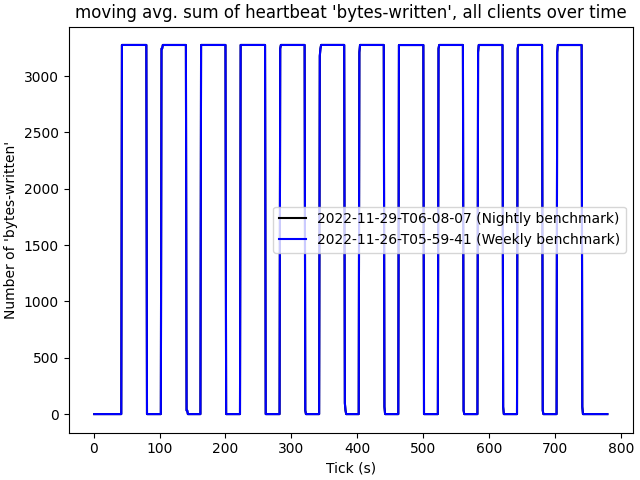 moving avg. sum of heartbeat 'bytes-written', all clients over time
Number of 'bytes-written'
3000
2500
2000
1500
1000
500
0
2022-11-29-T06-08-07 (Nightly benchmark)
2022-11-26-T05-59-41 (Weekly benchmark)
0 100 200 300 400 500 600 700 800
Tick (s)